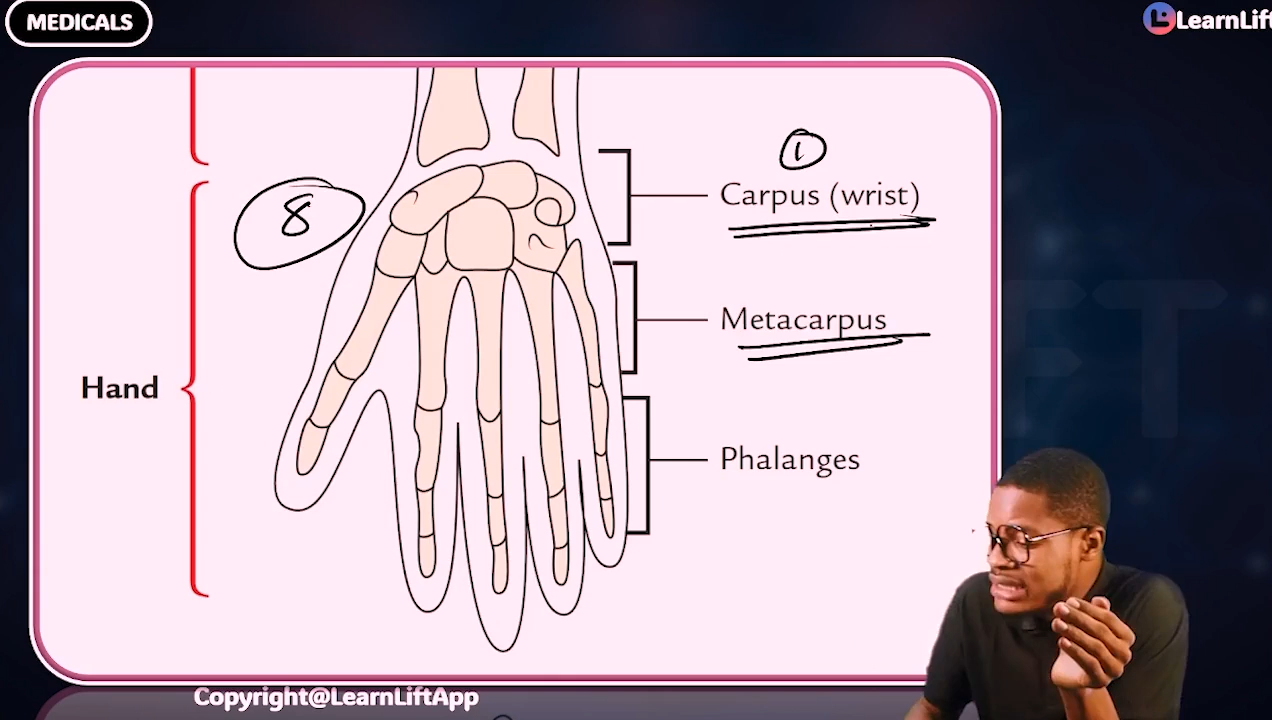 MEDICALS
LearnLift
8
1
Carpus (wrist)
Metacarpus
Hand
Phalanges
Copyright@LearnLiftApp